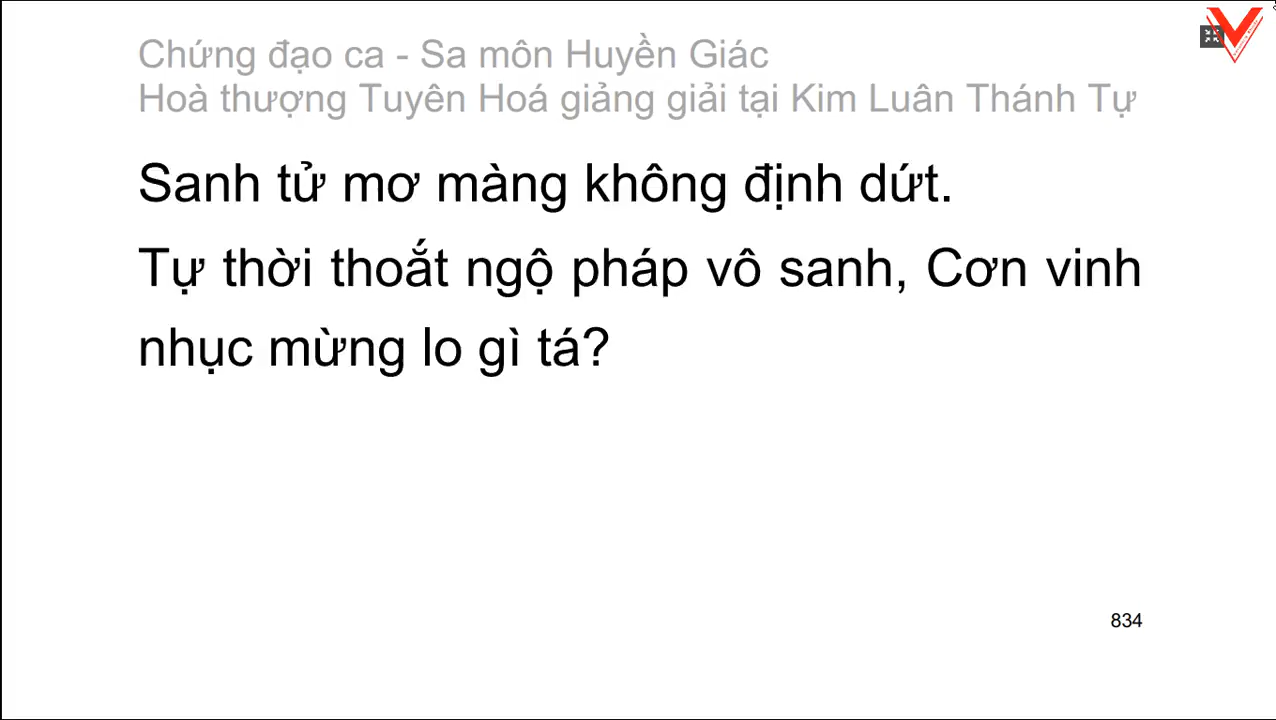 Chứng đạo ca - Sa môn Huyền Giác
Hoà thượng Tuyên Hoá giảng giải tại Kim Luân Thánh Tự
Sanh tử mơ màng không định dứt.
Tự thời thoắt ngộ pháp vô sanh, Cơn vinh
nhục mừng lo gì tá?
834